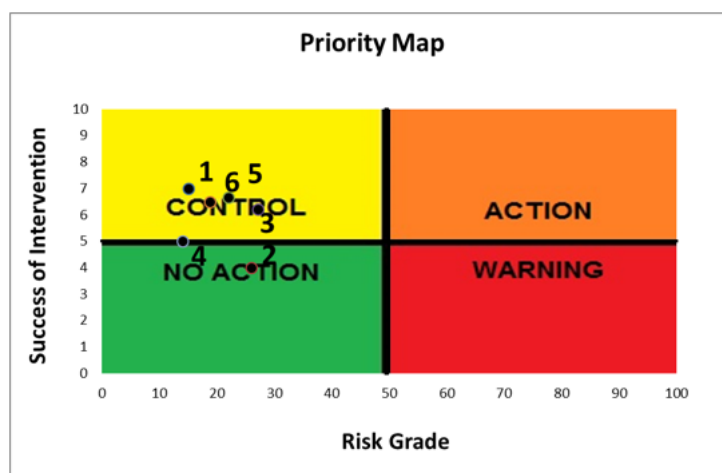 Priority Map
Success of Intervention
10
9
8
7
6
5
4
3
2
1
0
1
6
5
3
4
2
CONTROL
ACTION
NO ACTION
WARNING
0 10 20 30 40 50 60 70 80 90 100
Risk Grade